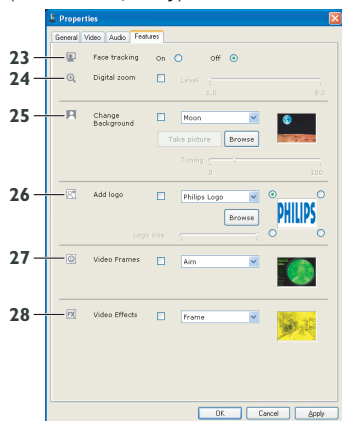 Properties
General Video Audio Features
23 Face tracking On Off
24 Digital zoom Level
1.0 8.0
25 Change Background Moon
Take picture Browse
Tuning
0 100
26 Add logo Philips Logo
Browse
PHILIPS
Logo size
27 Video Frames Aim
28 FX Video Effects Frame
OK Cancel Apply